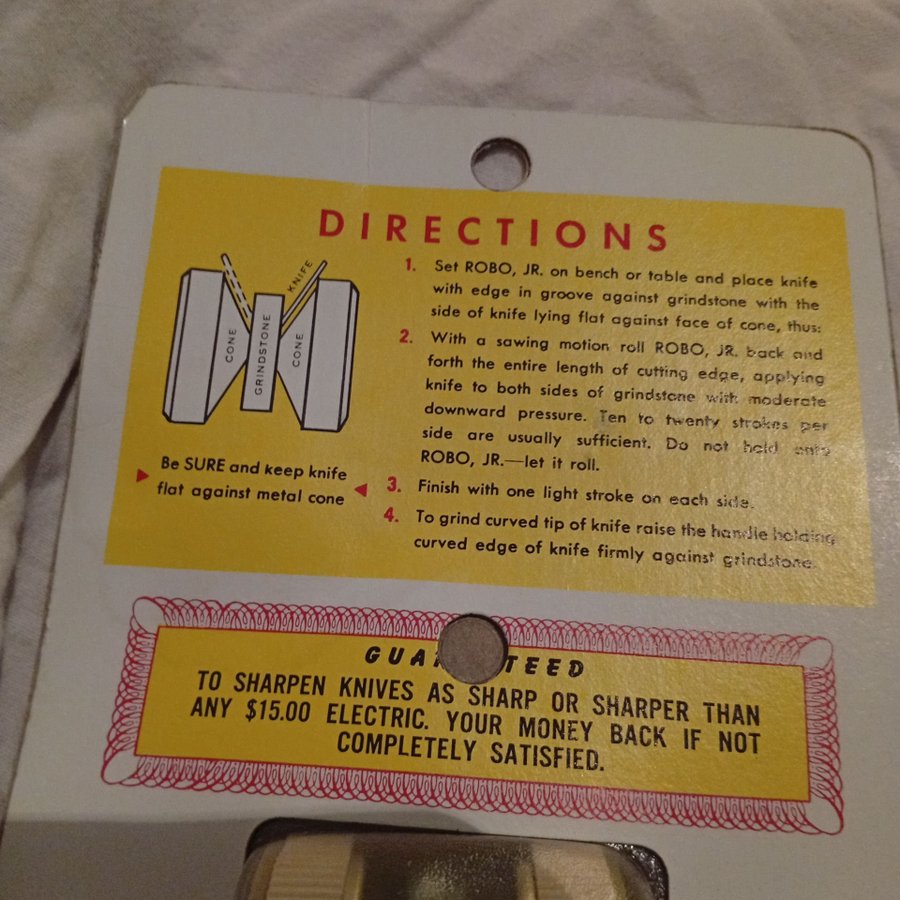 DIRECTIONS
CONE
GRINDSTONE
CONE
KNIFE
Be SURE and keep knife
flat against metal cone
1. Set ROBO, JR. on bench or table and place knife
with edge in groove against grindstone with the
side of knife lying flat against face of cone, thus:
2. With a sawing motion roll ROBO, JR. back and
forth the entire length of cutting edge, applying
knife to both sides of grindstone with moderate
downward pressure. Ten to twenty strokes per
side are usually sufficient. Do not hold onto
ROBO, JR.—let it roll.
3. Finish with one light stroke on each side.
4. To grind curved tip of knife raise the handle holding
curved edge of knife firmly against grindstone.
GUAR TEED
TO SHARPEN KNIVES AS SHARP OR SHARPER THAN
ANY $15.00 ELECTRIC. YOUR MONEY BACK IF NOT
COMPLETELY SATISFIED.